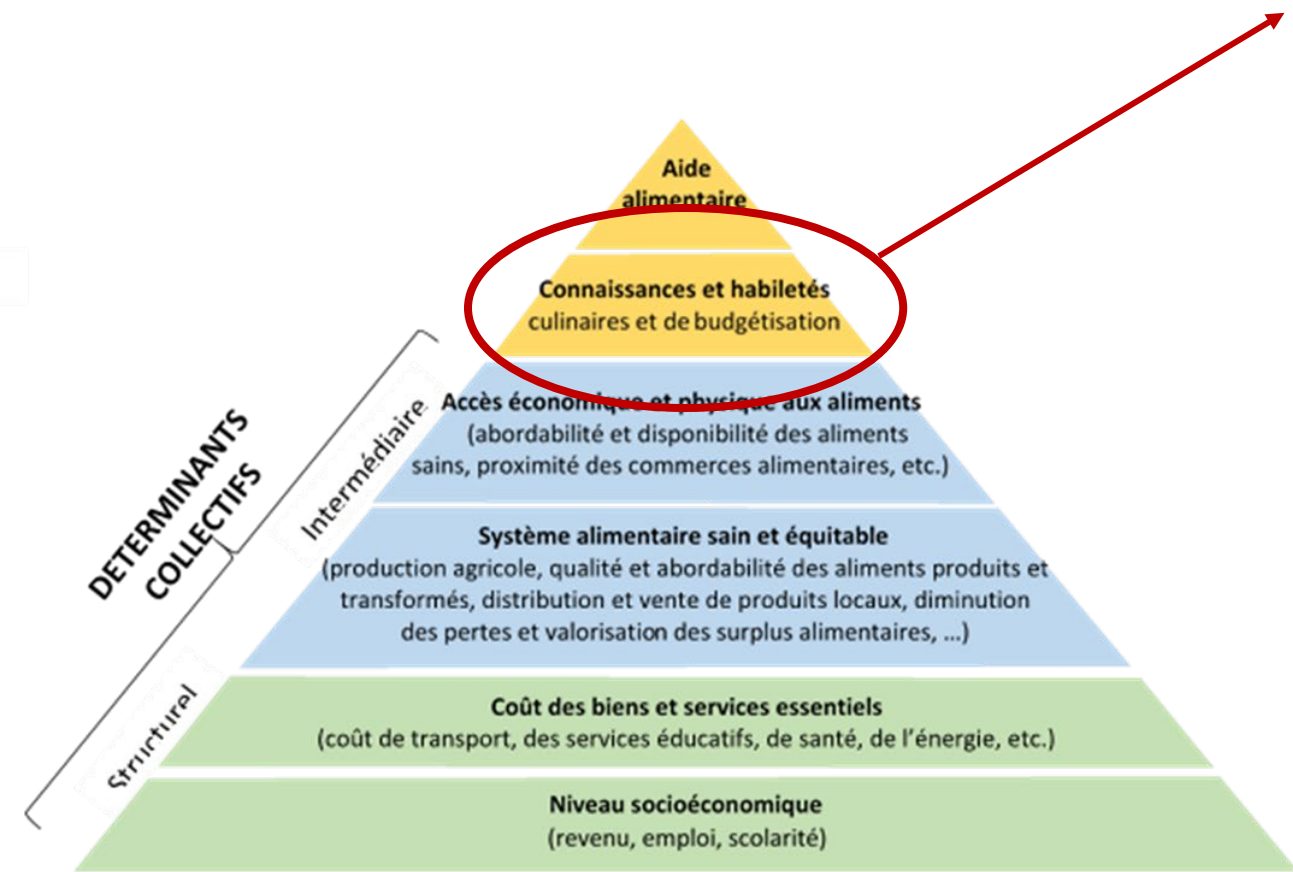 Aide
alimentaire
Connaissances et habiletés
culinaires et de budgétisation
Accès économique et physique aux aliments
(abordabilité et disponibilité des aliments
sains, proximité des commerces alimentaires, etc.)
Système alimentaire sain et équitable
(production agricole, qualité et abordabilité des aliments produits et
transformés, distribution et vente de produits locaux, diminution
des pertes et valorisation des surplus alimentaires, ...)
Coût des biens et services essentiels
(coût de transport, des services éducatifs, de santé, de l'énergie, etc.)
Niveau socioéconomique
(revenu, emploi, scolarité)
DETERMINANTS
COLLECTIFS
Intermédiaire
Structurel